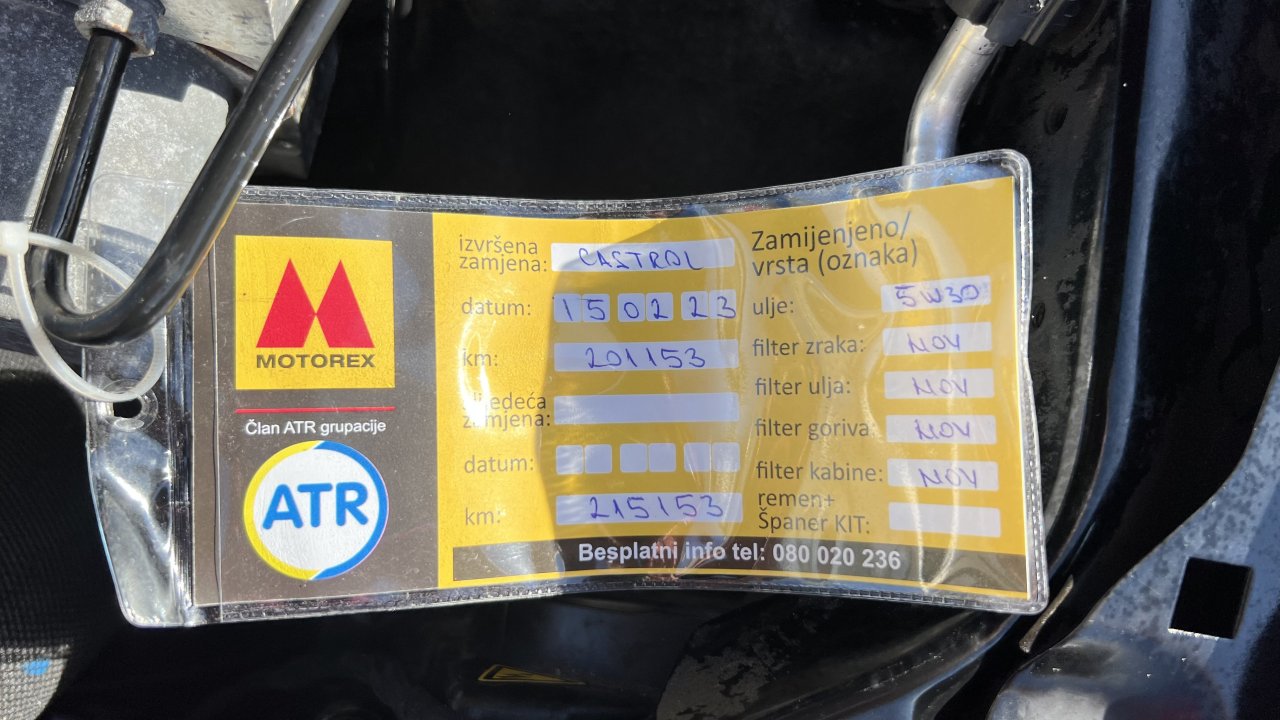 MOTOREX
Član ATR grupacije
ATR
izvršena
zamjena: CASTROL
datum: 15 02 23
km: 201153
zamjena:
datum:
km: 215153
Zamijenjeno/
vrsta (oznaka)
ulje: 5W30
filter zraka: NOV
filter ulja: NOV
filter goriva: NOV
filter kabine: NOV
remen+
Španer KIT:
Besplatni info tel: 080 020 236